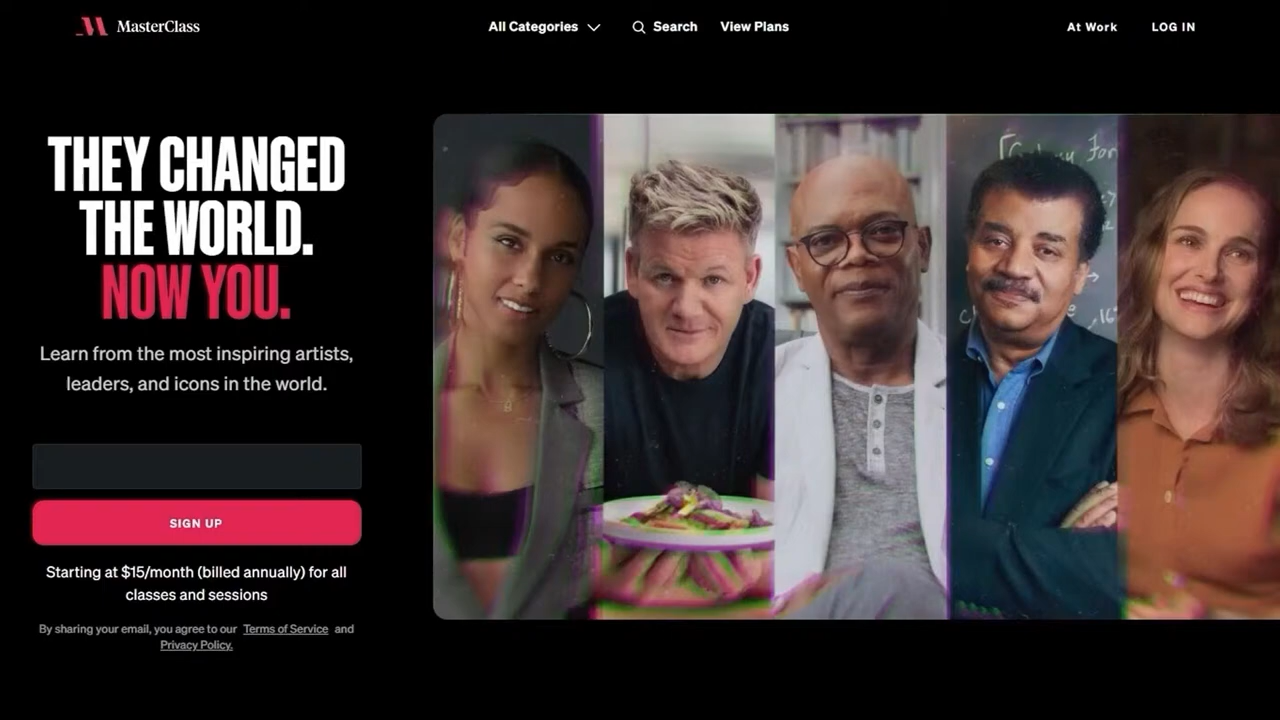 MasterClass
All Categories
Search
View Plans
At Work
LOG IN
THEY CHANGED
THE WORLD.
NOW YOU.
Learn from the most inspiring artists,
leaders, and icons in the world.
SIGN UP
Starting at $15/month (billed annually) for all
classes and sessions
By sharing your email, you agree to our Terms of Service and
Privacy Policy.